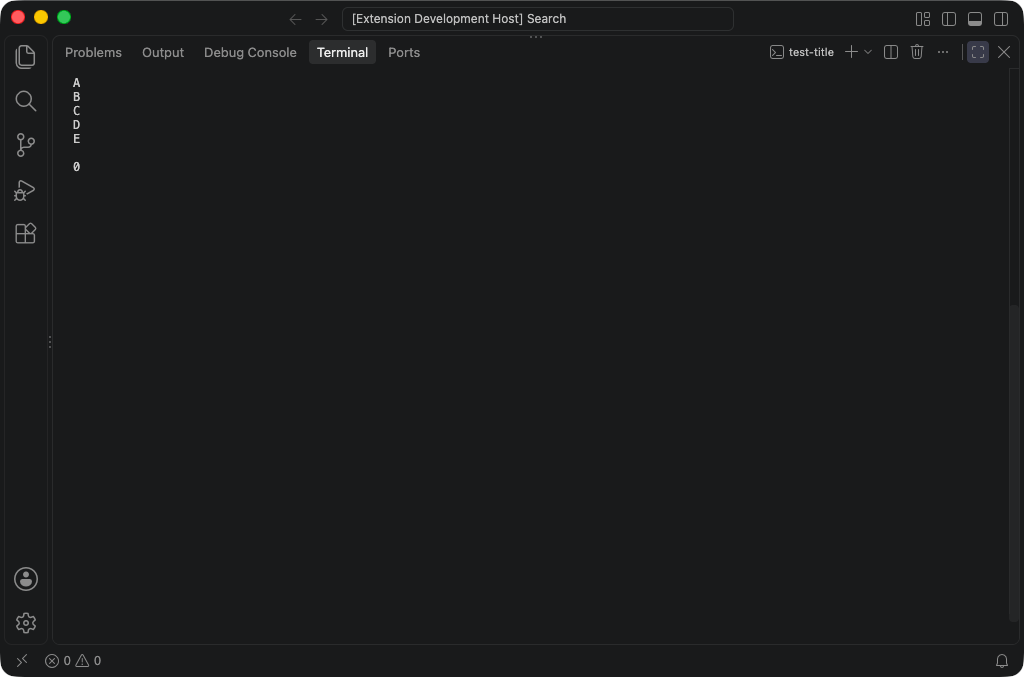 [Extension Development Host] Search
Problems Output Debug Console Terminal Ports test-title
A
B
C
D
E
0
0 0